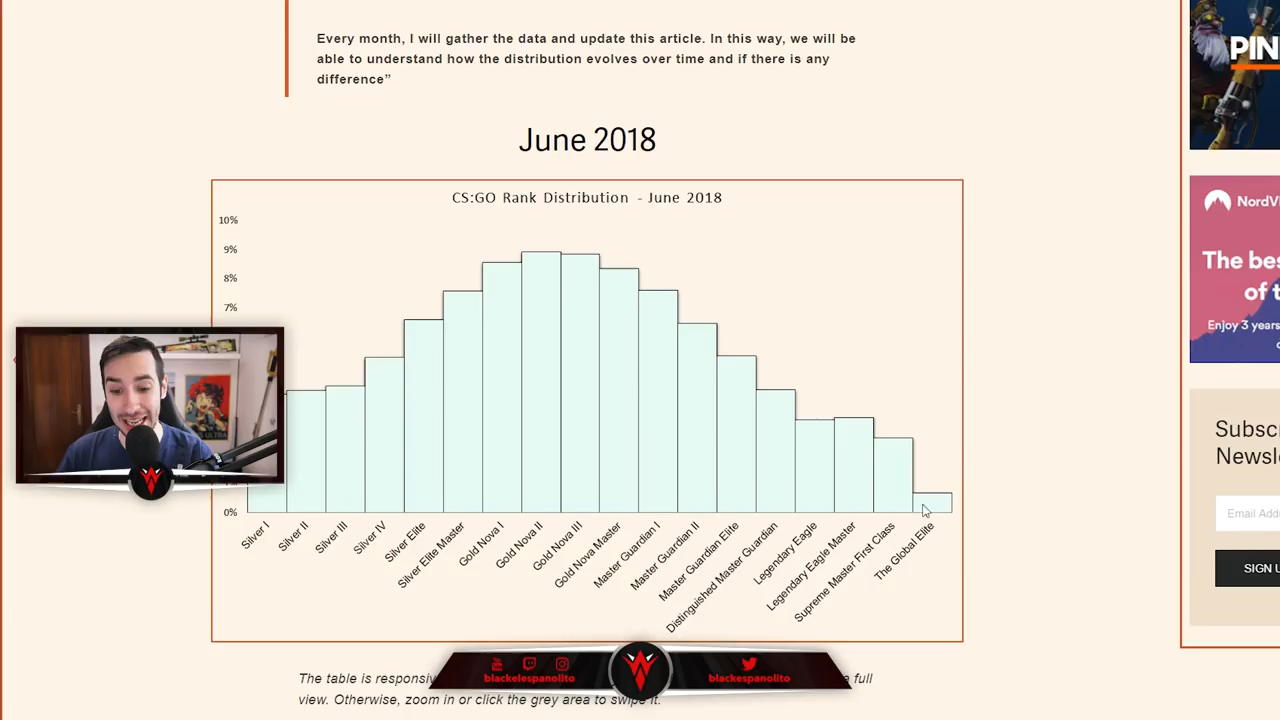 Every month, I will gather the data and update this article. In this way, we will be
able to understand how the distribution evolves over time and if there is any
difference”
PIN
June 2018
CS:GO Rank Distribution - June 2018
10%
9%
8%
7%
0%
Silver I
Silver II
Silver III
Silver IV
Silver Elite
Silver Elite Master
Gold Nova I
Gold Nova II
Gold Nova III
Gold Nova Master
Master Guardian I
Master Guardian II
Master Guardian Elite
Distinguished Master Guardian
Legendary Eagle
Legendary Eagle Master
Supreme Master First Class
The Global Elite
NordV
The bes
of t
Enjoy 3 years
Subsc
Newsl
Email Add
SIGN U
The table is responsiv
a full
view. Otherwise, zoom in or click the grey area to swipe it.
blackelespanolito
blackespanolito